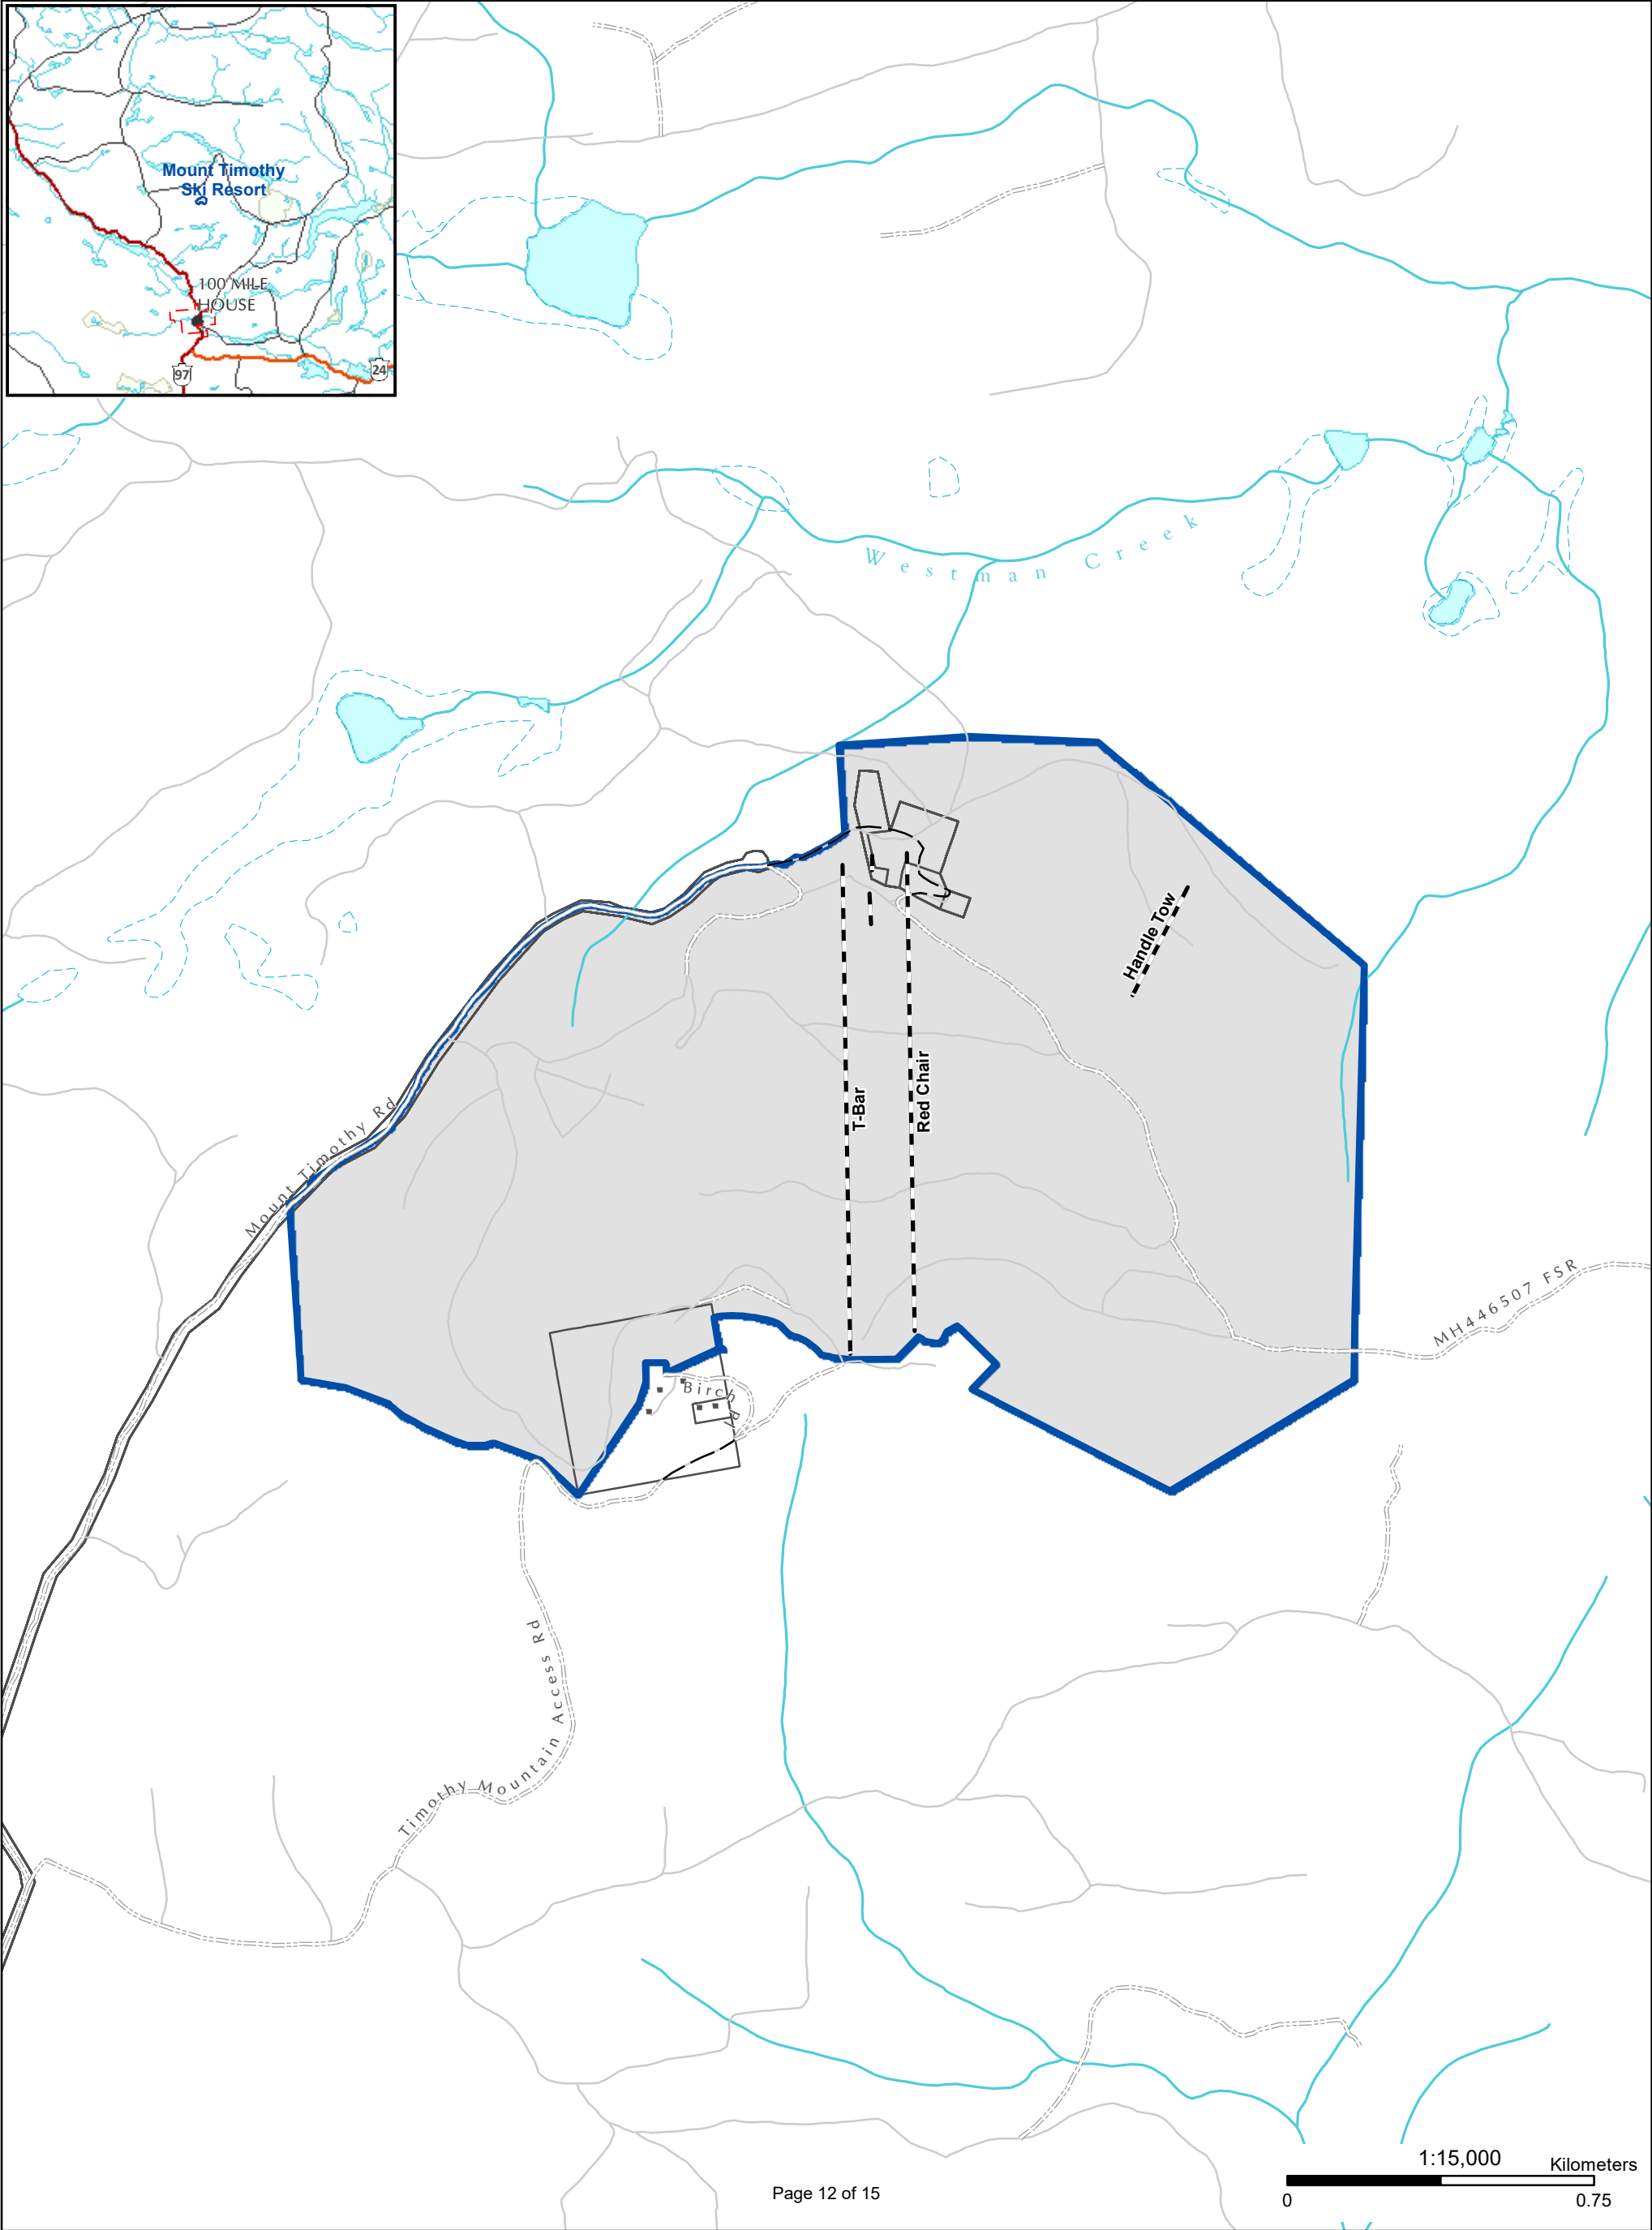 Mount Timothy
Ski Resort
100 MILE
HOUSE
97
24
Westman Creek
Handle Tow
T-Bar
Red Chair
Mount Timothy Rd
MH446507 FSR
Birch
Timothy Mountain Access Rd
1:15,000
Kilometers
0
0.75
Page 12 of 15